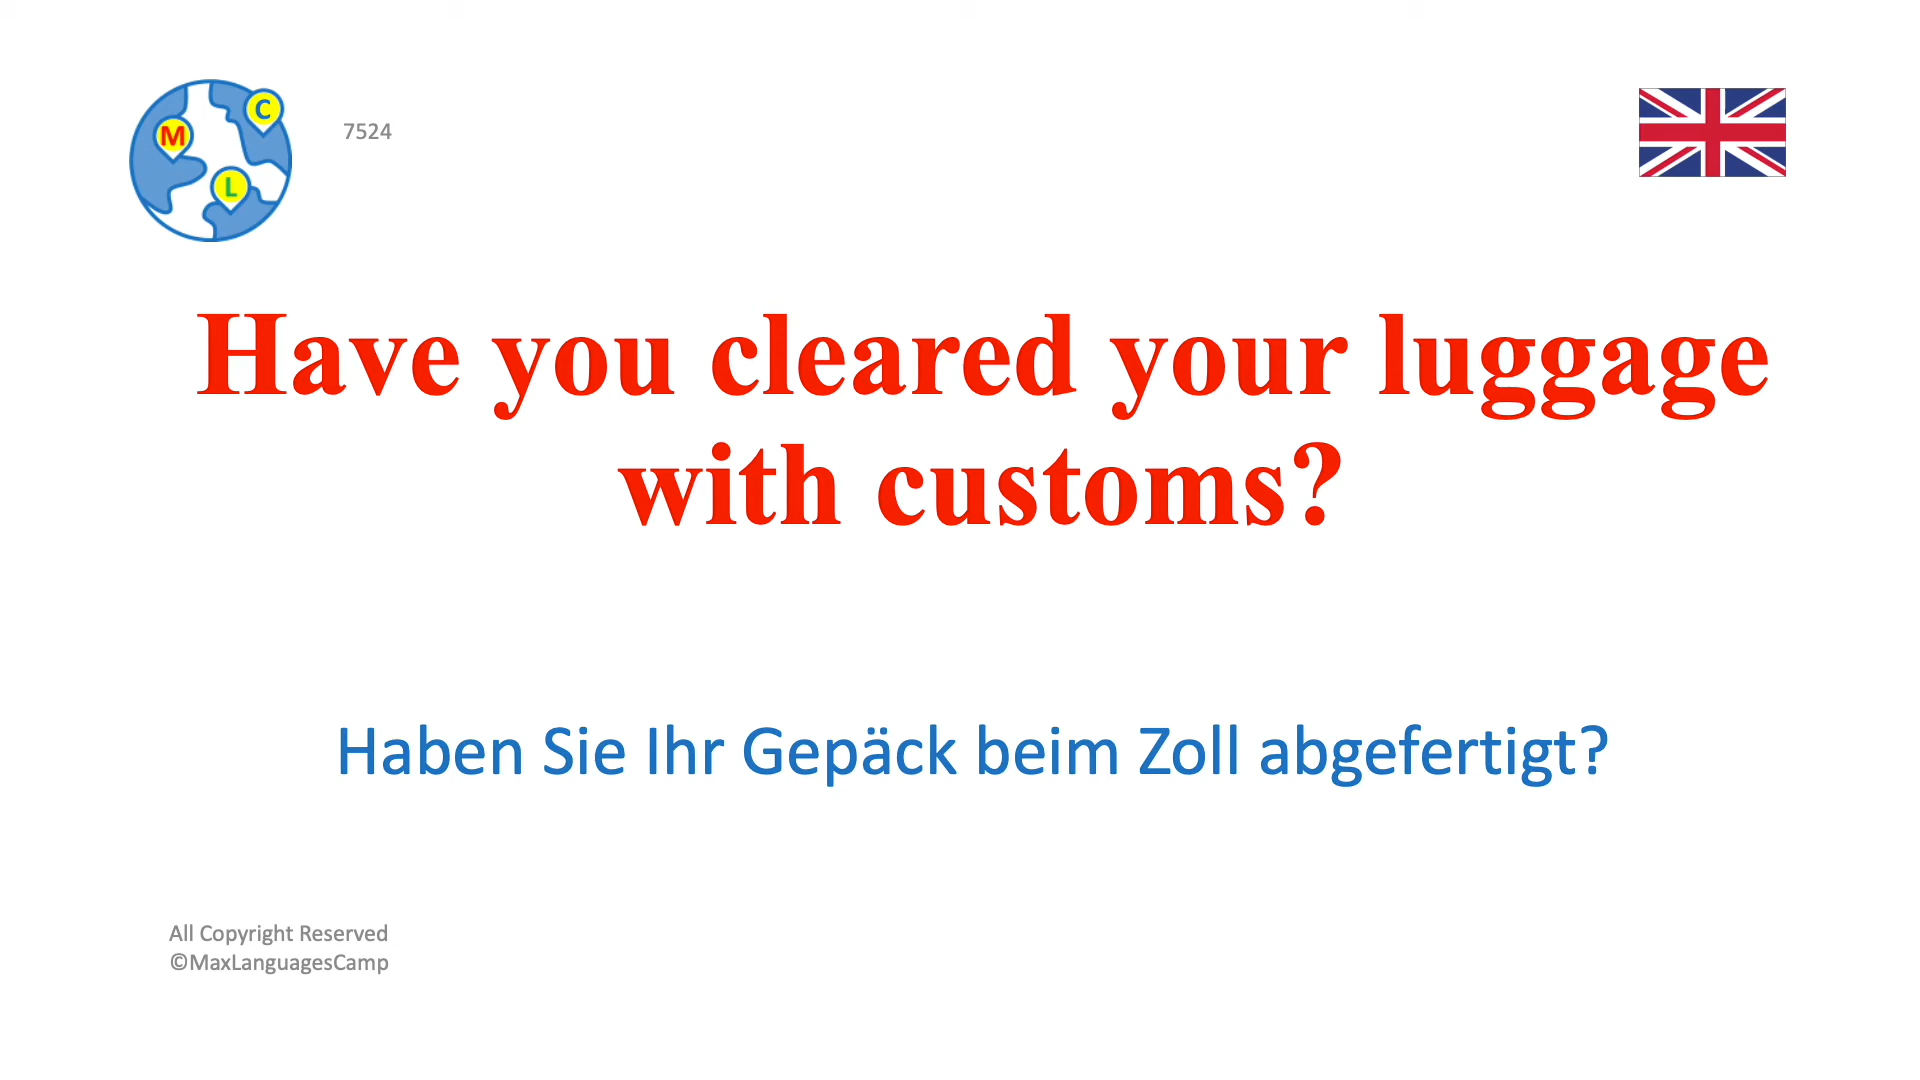 M
C
L
7524
Have you cleared your luggage
with customs?
Haben Sie Ihr Gepäck beim Zoll abgefertigt?
All Copyright Reserved
©MaxLanguagesCamp